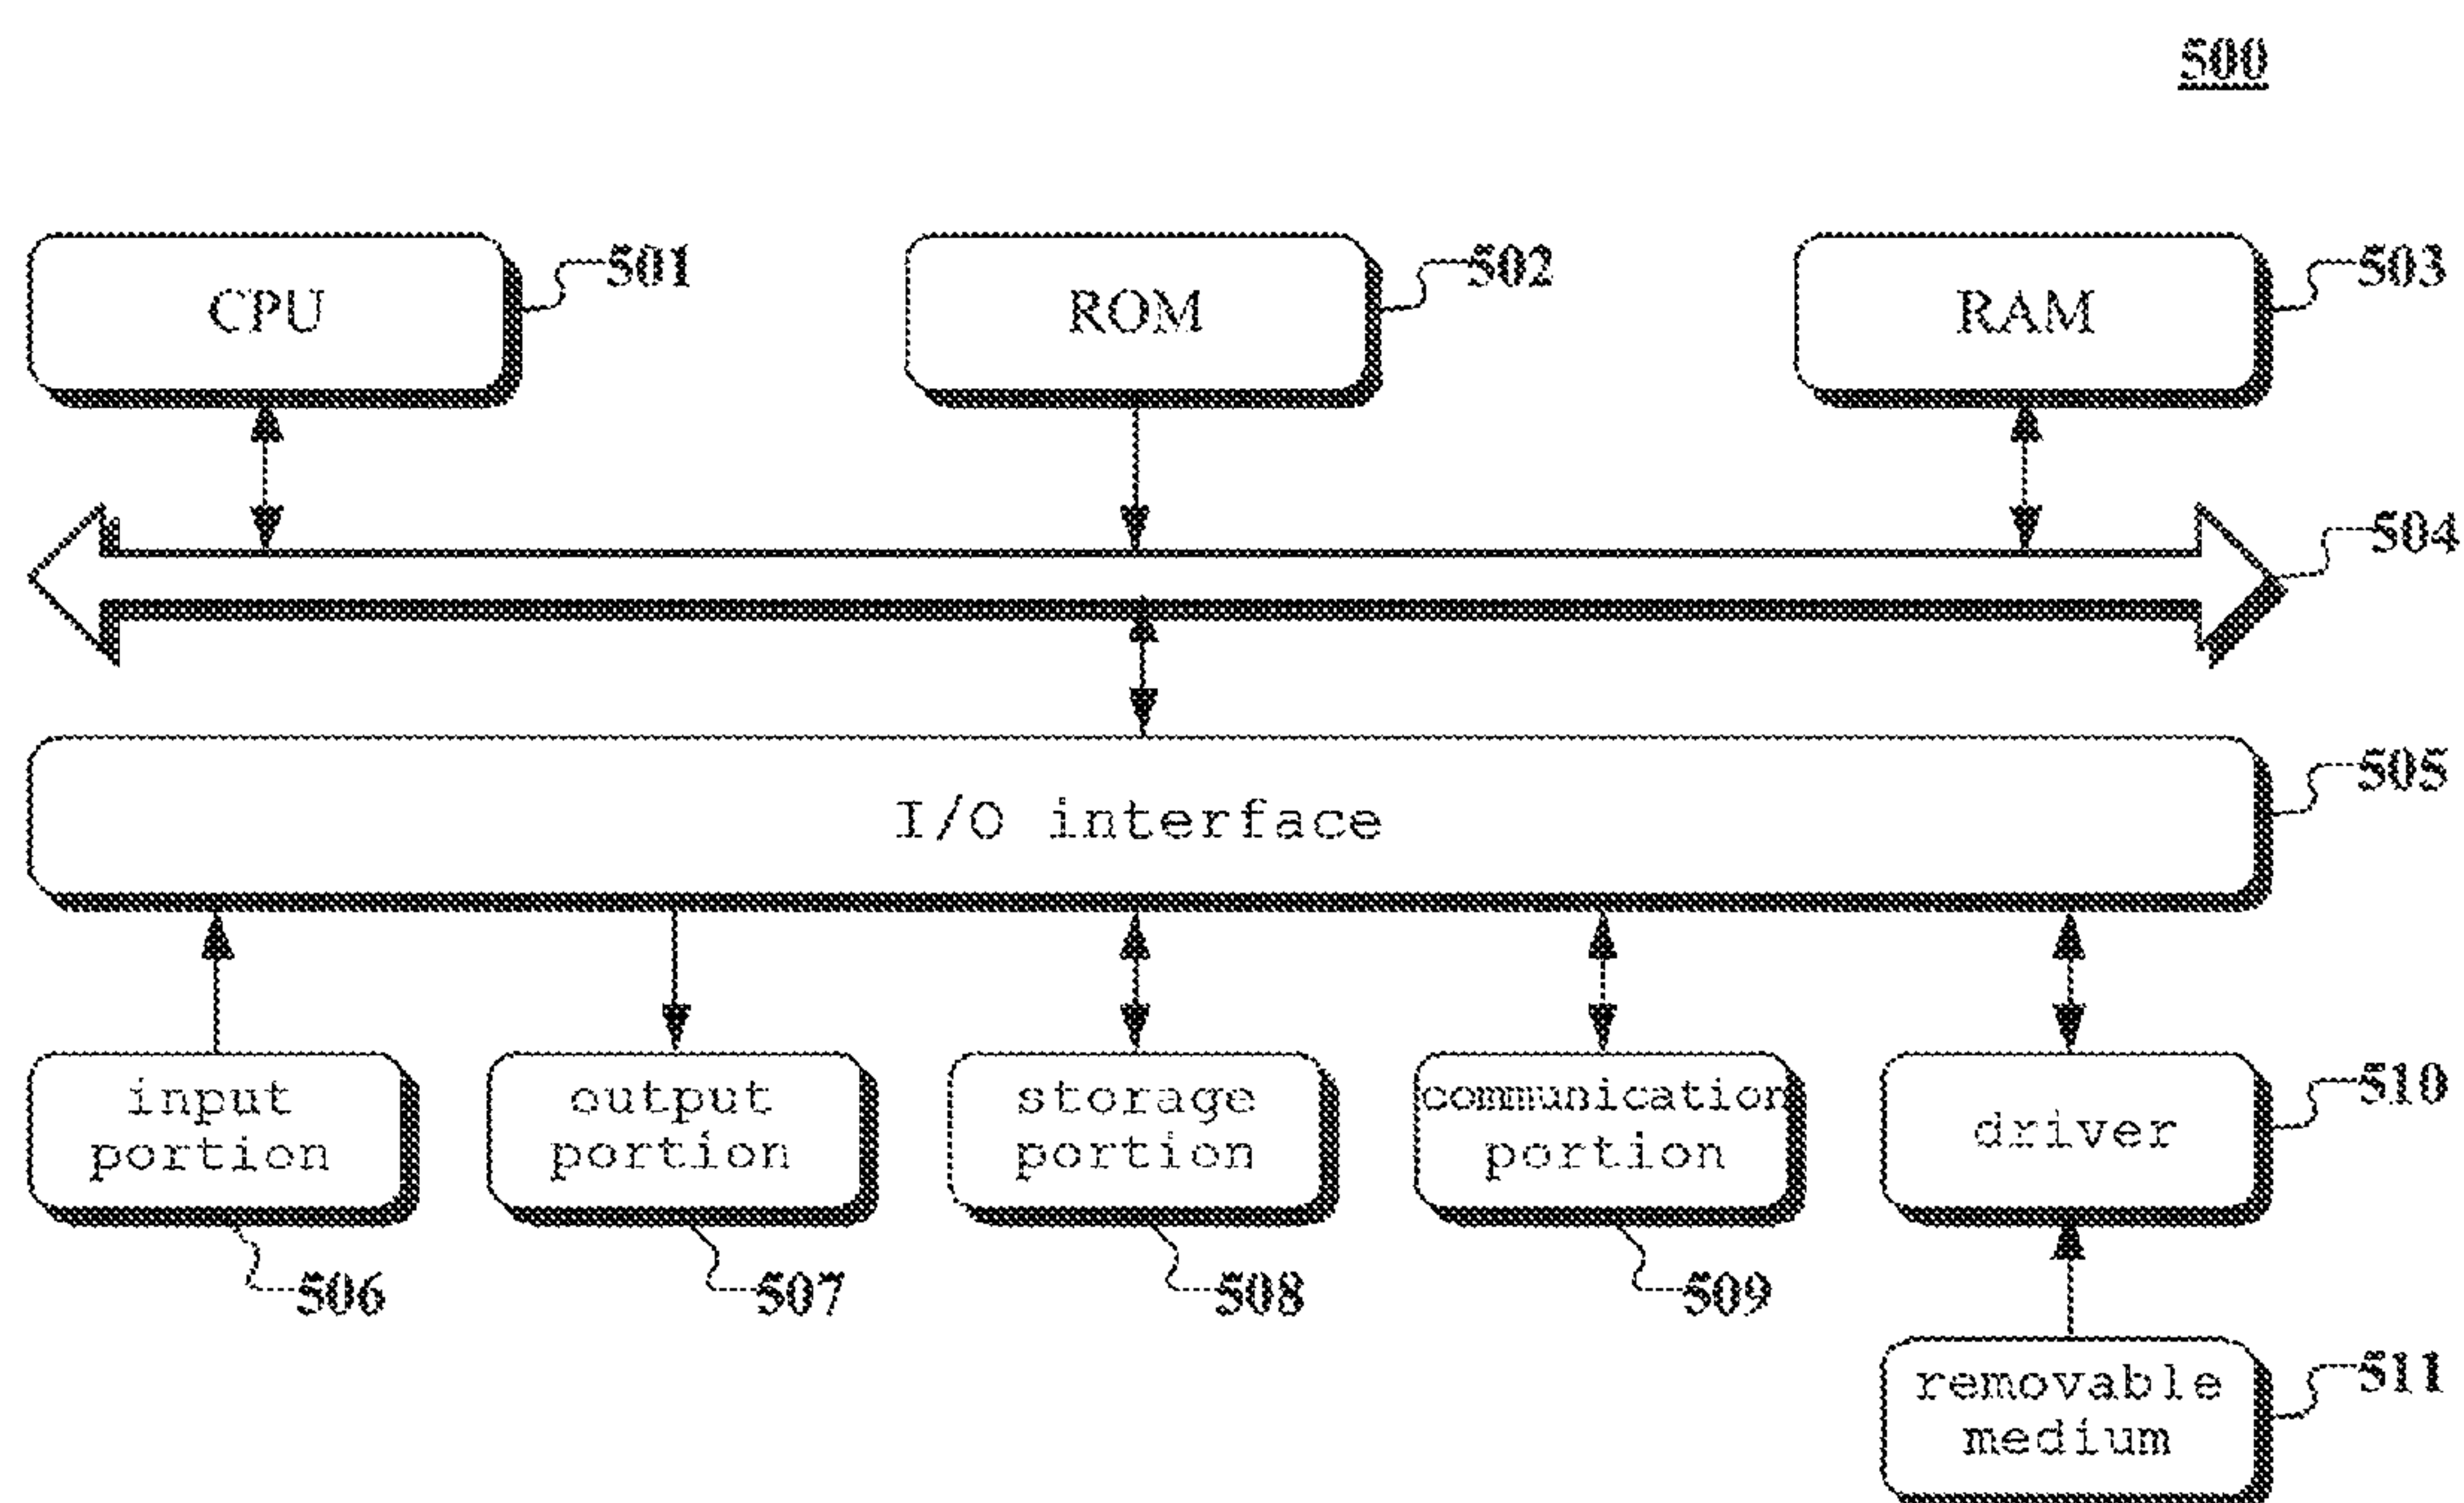 500
CPU
501
ROM
502
RAM
503
504
I/O interface
505
input
portion
output
portion
storage
portion
communication
portion
driver
510
506
507
508
509
removable
medium
511